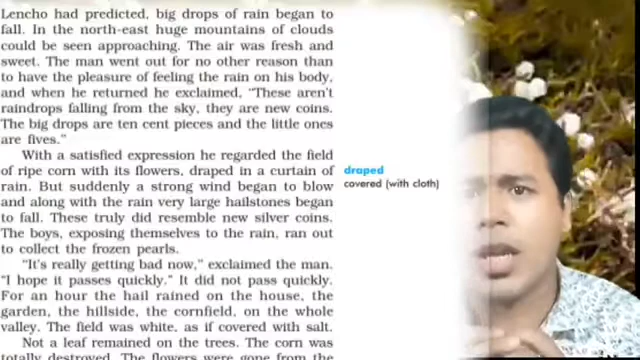 Lencho had predicted, big drops of rain began to
fall. In the north-east huge mountains of clouds
could be seen approaching. The air was fresh and
sweet. The man went out for no other reason than
to have the pleasure of feeling the rain on his body,
and when he returned he exclaimed, “These aren't
raindrops falling from the sky, they are new coins.
The big drops are ten cent pieces and the little ones
are fives.”
With a satisfied expression he regarded the field
of ripe corn with its flowers, draped in a curtain of
rain. But suddenly a strong wind began to blow
and along with the rain very large hailstones began
to fall. These truly did resemble new silver coins.
The boys, exposing themselves to the rain, ran out
to collect the frozen pearls.
“It's really getting bad now,” exclaimed the man.
“I hope it passes quickly.” It did not pass quickly.
For an hour the hail rained on the house, the
garden, the hillside, the cornfield, on the whole
valley. The field was white, as if covered with salt.
Not a leaf remained on the trees. The corn was
totally destroyed. The flowers were gone from the
draped
covered (with cloth)